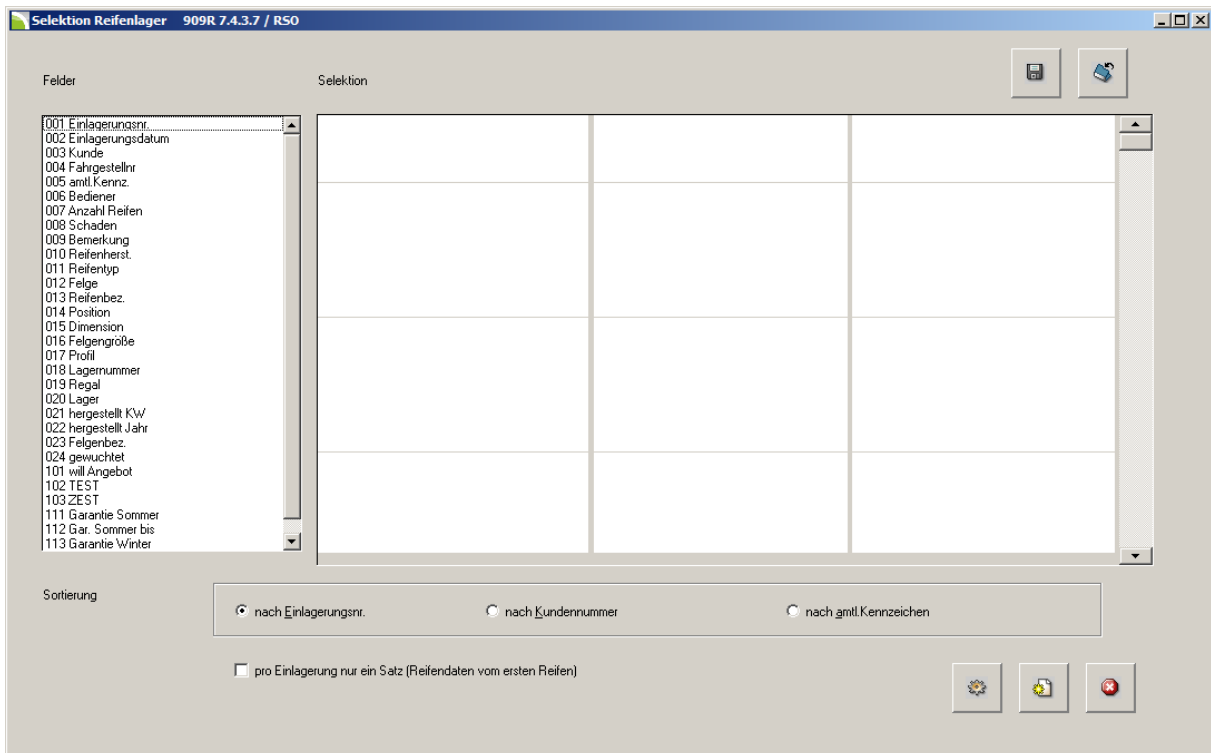 Selektion Reifenlager 909R 7.4.3.7 / RSO
Felder
Selektion
001 Einlagerungsnr.
002 Einlagerungsdatum
003 Kunde
004 Fahrgestellnr
005 amtl.Kennz.
006 Bediener
007 Anzahl Reifen
008 Schaden
009 Bemerkung
010 Reifenherst.
011 Reifentyp
012 Felge
013 Reifenbez.
014 Position
015 Dimension
016 Felgengröße
017 Profil
018 Lagernummer
019 Regal
020 Lager
021 hergestellt KW
022 hergestellt Jahr
023 Felgenbez.
024 gewuchtet
101 will Angebot
102 TEST
103 ZEST
111 Garantie Sommer
112 Gar. Sommer bis
113 Garantie Winter
Sortierung
nach Einlagerungsnr.
nach Kundennummer
nach amtl.Kennzeichen
pro Einlagerung nur ein Satz (Reifendaten vom ersten Reifen)